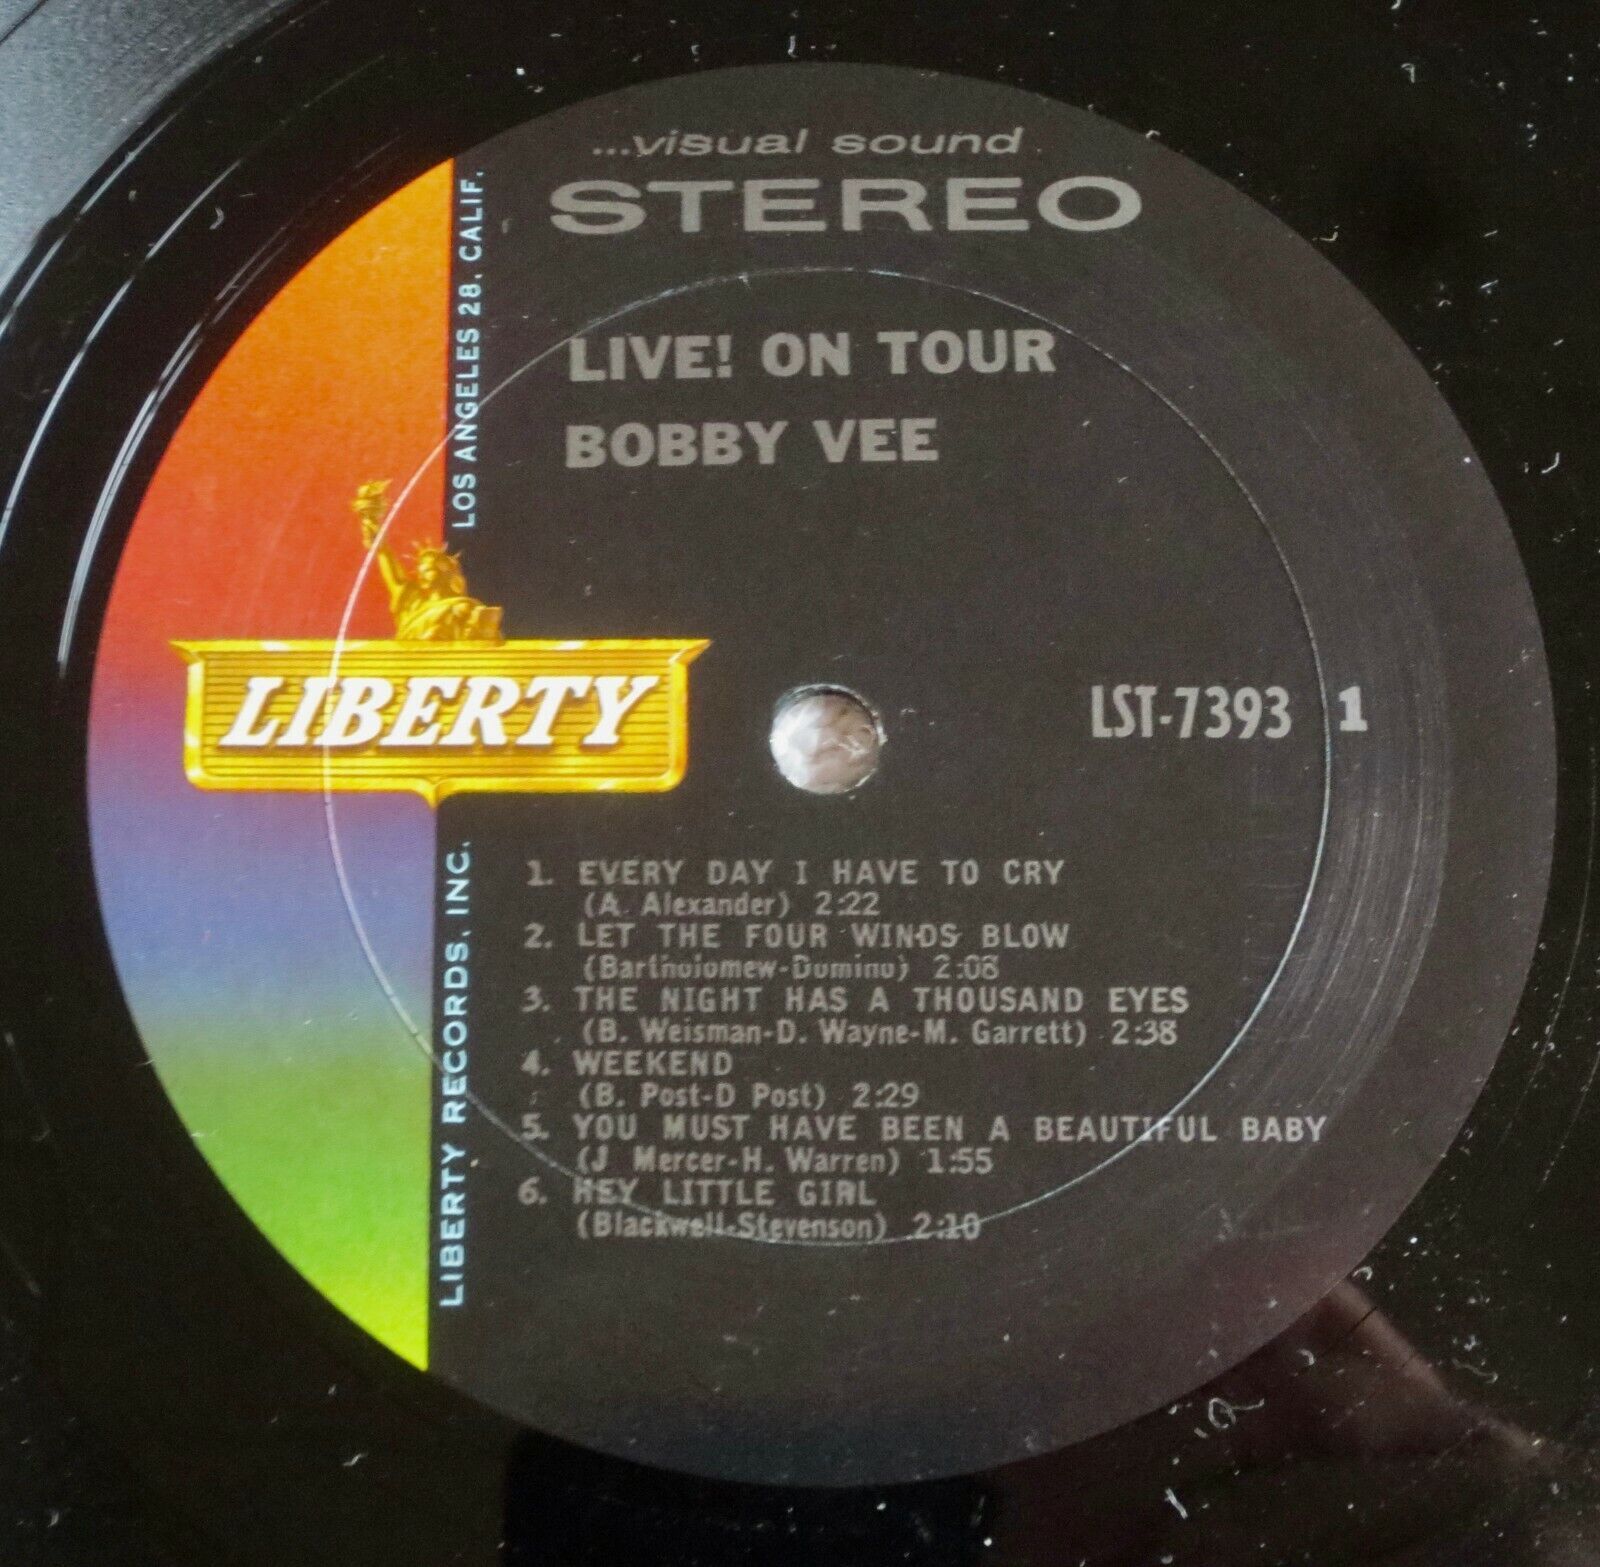 ...visual sound
STEREO
LOS ANGELES 28, CALIF.
LIVE! ON TOUR
BOBBY VEE
LIBERTY
LST-7393 1
LIBERTY RECORDS, INC.
1. EVERY DAY I HAVE TO CRY
(A. Alexander) 2:22
2. LET THE FOUR WINDS BLOW
(Bartholomew-Domino) 2:08
3. THE NIGHT HAS A THOUSAND EYES
(B. Weisman-D. Wayne-M. Garrett) 2:38
4. WEEKEND
(B. Post-D Post) 2:29
5. YOU MUST HAVE BEEN A BEAUTIFUL BABY
(J Mercer-H. Warren) 1:55
6. HEY LITTLE GIRL
(Blackwell-Stevenson) 2:10